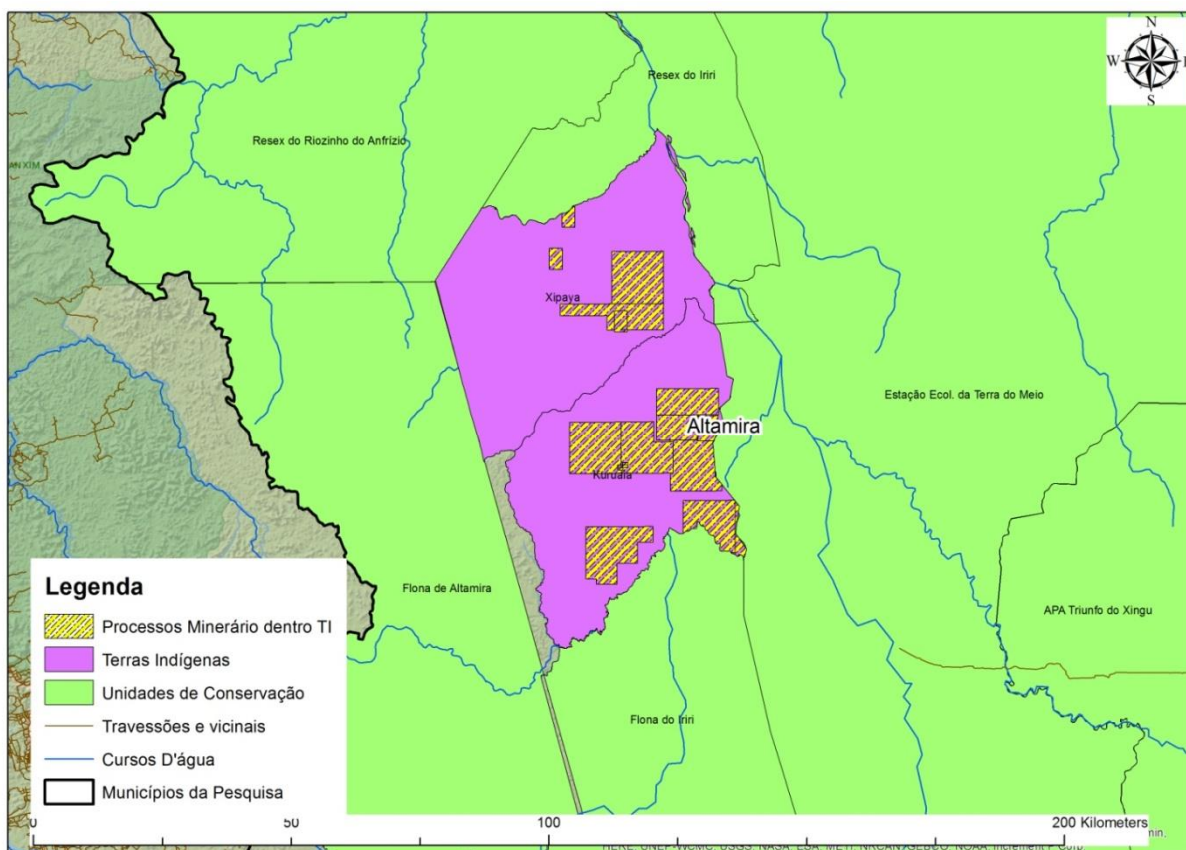 N
W
S
Resex do Iriri
Resex do Riozinho do Anfrízio
Xipaya
Estação Ecol. da Terra do Meio
Altamira
Kuruáia
Flona de Altamira
APA Triunfo do Xingu
Flona do Iriri
Legenda
Processos Minerário dentro TI
Terras Indígenas
Unidades de Conservação
Travessões e vicinais
Cursos D'água
Municípios da Pesquisa
0 50 100 200 Kilometers